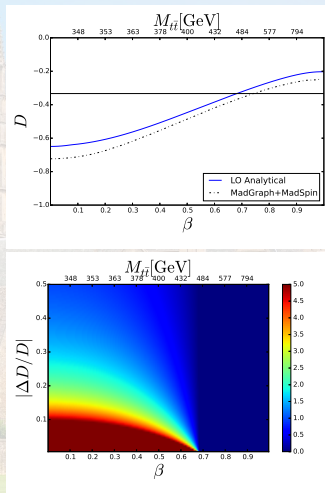 M_{tt̄}[GeV]
348 353 363 378 400 432 484 577 794
0.0
−0.2
−0.4
−0.6
−0.8
−1.0
D
LO Analytical
MadGraph+MadSpin
0.1 0.2 0.3 0.4 0.5 0.6 0.7 0.8 0.9
β
M_{tt̄}[GeV]
348 353 363 378 400 432 484 577 794
0.5
0.4
0.3
0.2
0.1
|ΔD/D|
0.1 0.2 0.3 0.4 0.5 0.6 0.7 0.8 0.9
β
5.0
4.5
4.0
3.5
3.0
2.5
2.0
1.5
1.0
0.5
0.0